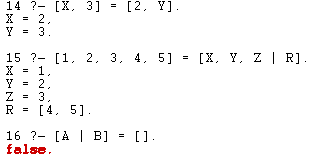 14 ?– [X, 3] = [2, Y].
X = 2,
Y = 3.
15 ?– [1, 2, 3, 4, 5] = [X, Y, Z | R].
X = 1,
Y = 2,
Z = 3,
R = [4, 5].
16 ?– [A | B] = [].
false.